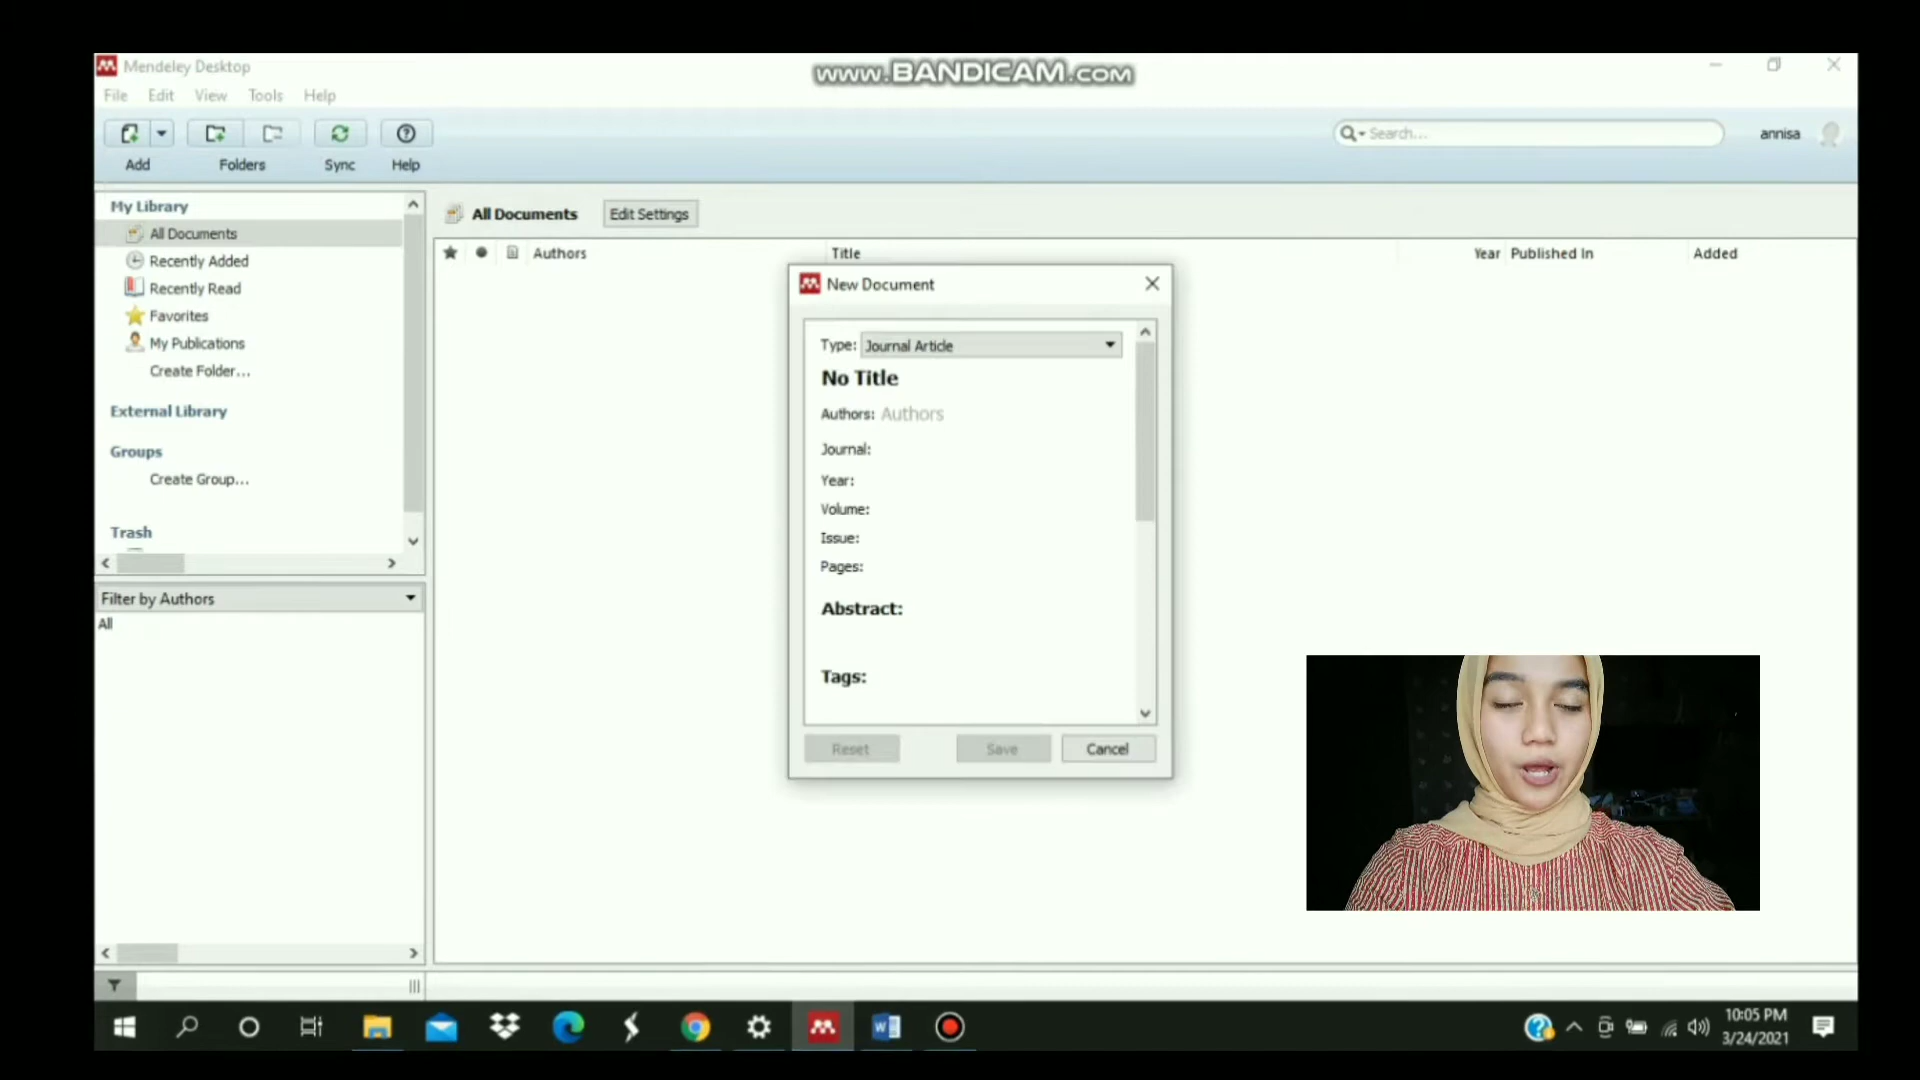 Mendeley Desktop
www.BANDICAM.com
File Edit View Tools Help
Search...
annisa
Add Folders Sync Help
My Library
All Documents
Recently Added
Recently Read
Favorites
My Publications
Create Folder...
External Library
Groups
Create Group...
Trash
Filter by Authors
All
All Documents Edit Settings
Authors Title Year Published In Added
New Document
Type: Journal Article
No Title
Authors: Authors
Journal:
Year:
Volume:
Issue:
Pages:
Abstract:
Tags:
Reset Save Cancel
10:05 PM
3/24/2021